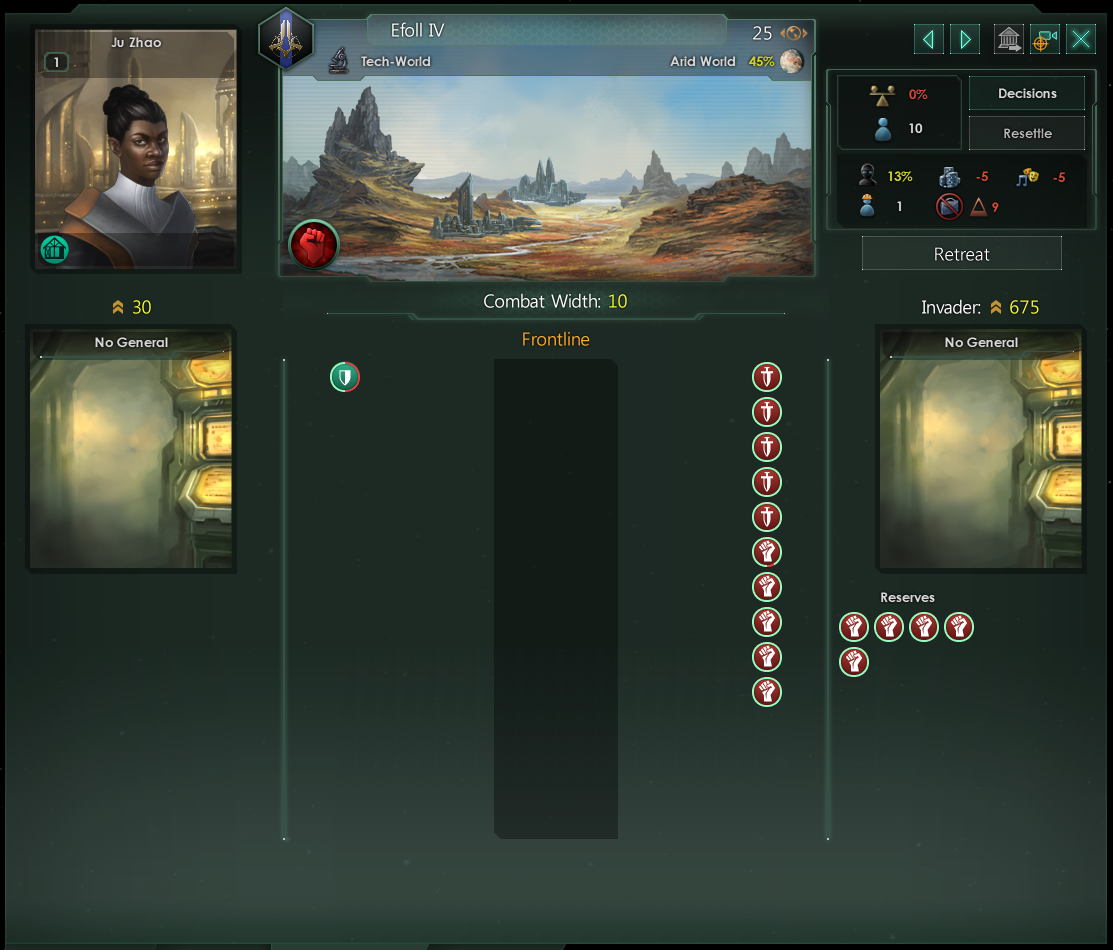 Ju Zhao
1
Efoll IV
25
Tech-World
Arid World 45%
0%
10
Decisions
Resettle
13%
-5
-5
1
9
Retreat
30
Combat Width: 10
Invader: 675
No General
Frontline
No General
Reserves